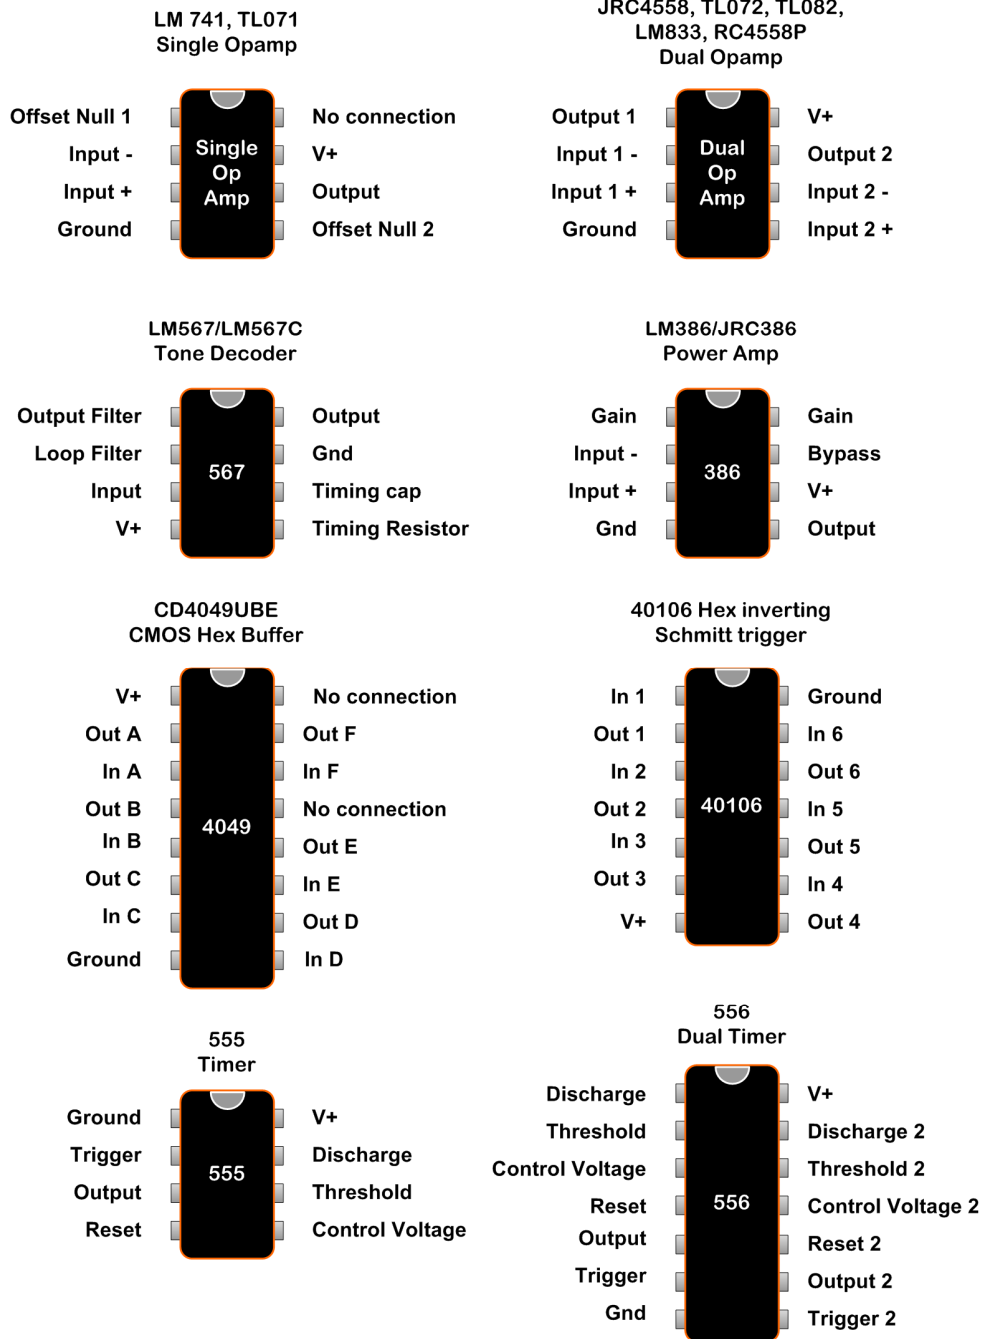 LM 741, TL071
Single Opamp
Offset Null 1
Input -
Input +
Ground
Single
Op
Amp
No connection
V+
Output
Offset Null 2
JRC4558, TL072, TL082,
LM833, RC4558P
Dual Opamp
Output 1
Input 1 -
Input 1 +
Ground
Dual
Op
Amp
V+
Output 2
Input 2 -
Input 2 +
LM567/LM567C
Tone Decoder
Output Filter
Loop Filter
Input
V+
567
Output
Gnd
Timing cap
Timing Resistor
LM386/JRC386
Power Amp
Gain
Input -
Input +
Gnd
386
Gain
Bypass
V+
Output
CD4049UBE
CMOS Hex Buffer
V+
Out A
In A
Out B
In B
Out C
In C
Ground
4049
No connection
Out F
In F
No connection
Out E
In E
Out D
In D
40106 Hex inverting
Schmitt trigger
In 1
Out 1
In 2
Out 2
In 3
Out 3
V+
40106
Ground
In 6
Out 6
In 5
Out 5
In 4
Out 4
555
Timer
Ground
Trigger
Output
Reset
555
V+
Discharge
Threshold
Control Voltage
556
Dual Timer
Discharge
Threshold
Control Voltage
Reset
Output
Trigger
Gnd
556
V+
Discharge 2
Threshold 2
Control Voltage 2
Reset 2
Output 2
Trigger 2